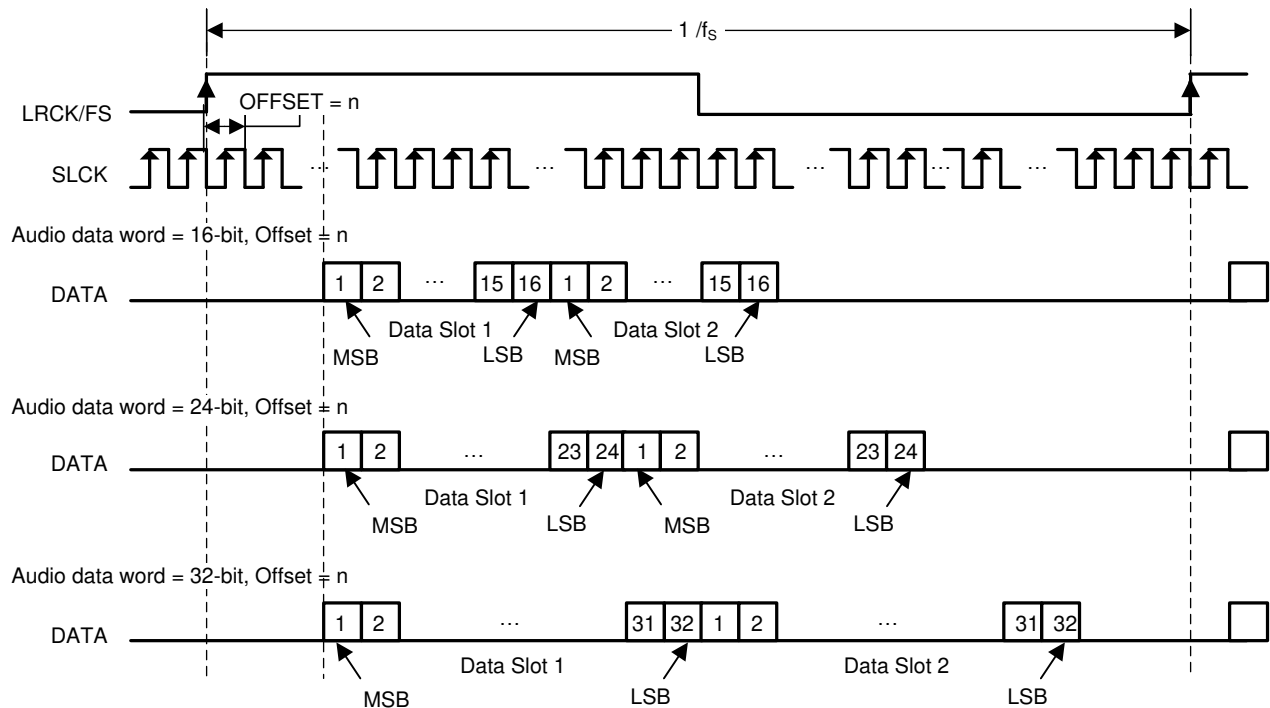 1 /fS
LRCK/FS
OFFSET = n
SLCK
... ... ... ... ...
Audio data word = 16-bit, Offset = n
DATA 1 2 ... 15 16 1 2 ... 15 16
Data Slot 1 Data Slot 2
MSB LSB MSB LSB
Audio data word = 24-bit, Offset = n
DATA 1 2 ... 23 24 1 2 ... 23 24
Data Slot 1 Data Slot 2
MSB LSB MSB LSB
Audio data word = 32-bit, Offset = n
DATA 1 2 ... 31 32 1 2 ... 31 32
Data Slot 1 Data Slot 2
MSB LSB LSB